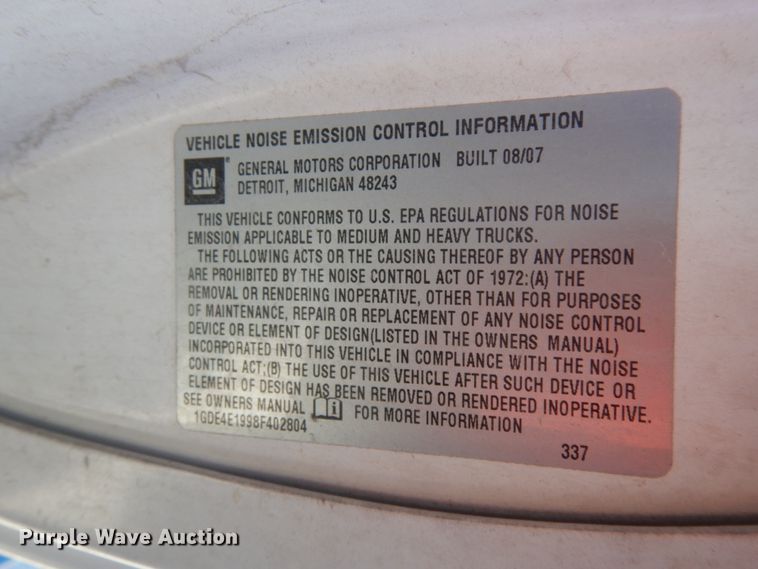 VEHICLE NOISE EMISSION CONTROL INFORMATION
GM® GENERAL MOTORS CORPORATION BUILT 08/07
DETROIT, MICHIGAN 48243
THIS VEHICLE CONFORMS TO U.S. EPA REGULATIONS FOR NOISE
EMISSION APPLICABLE TO MEDIUM AND HEAVY TRUCKS.
THE FOLLOWING ACTS OR THE CAUSING THEREOF BY ANY PERSON
ARE PROHIBITED BY THE NOISE CONTROL ACT OF 1972:(A) THE
REMOVAL OR RENDERING INOPERATIVE, OTHER THAN FOR PURPOSES
OF MAINTENANCE, REPAIR OR REPLACEMENT OF ANY NOISE CONTROL
DEVICE OR ELEMENT OF DESIGN(LISTED IN THE OWNERS MANUAL)
INCORPORATED INTO THIS VEHICLE IN COMPLIANCE WITH THE NOISE
CONTROL ACT;(B) THE USE OF THIS VEHICLE AFTER SUCH DEVICE OR
ELEMENT OF DESIGN HAS BEEN REMOVED OR RENDERED INOPERATIVE.
SEE OWNERS MANUAL i FOR MORE INFORMATION
1GDE4E1998F402804
337
Purple Wave Auction